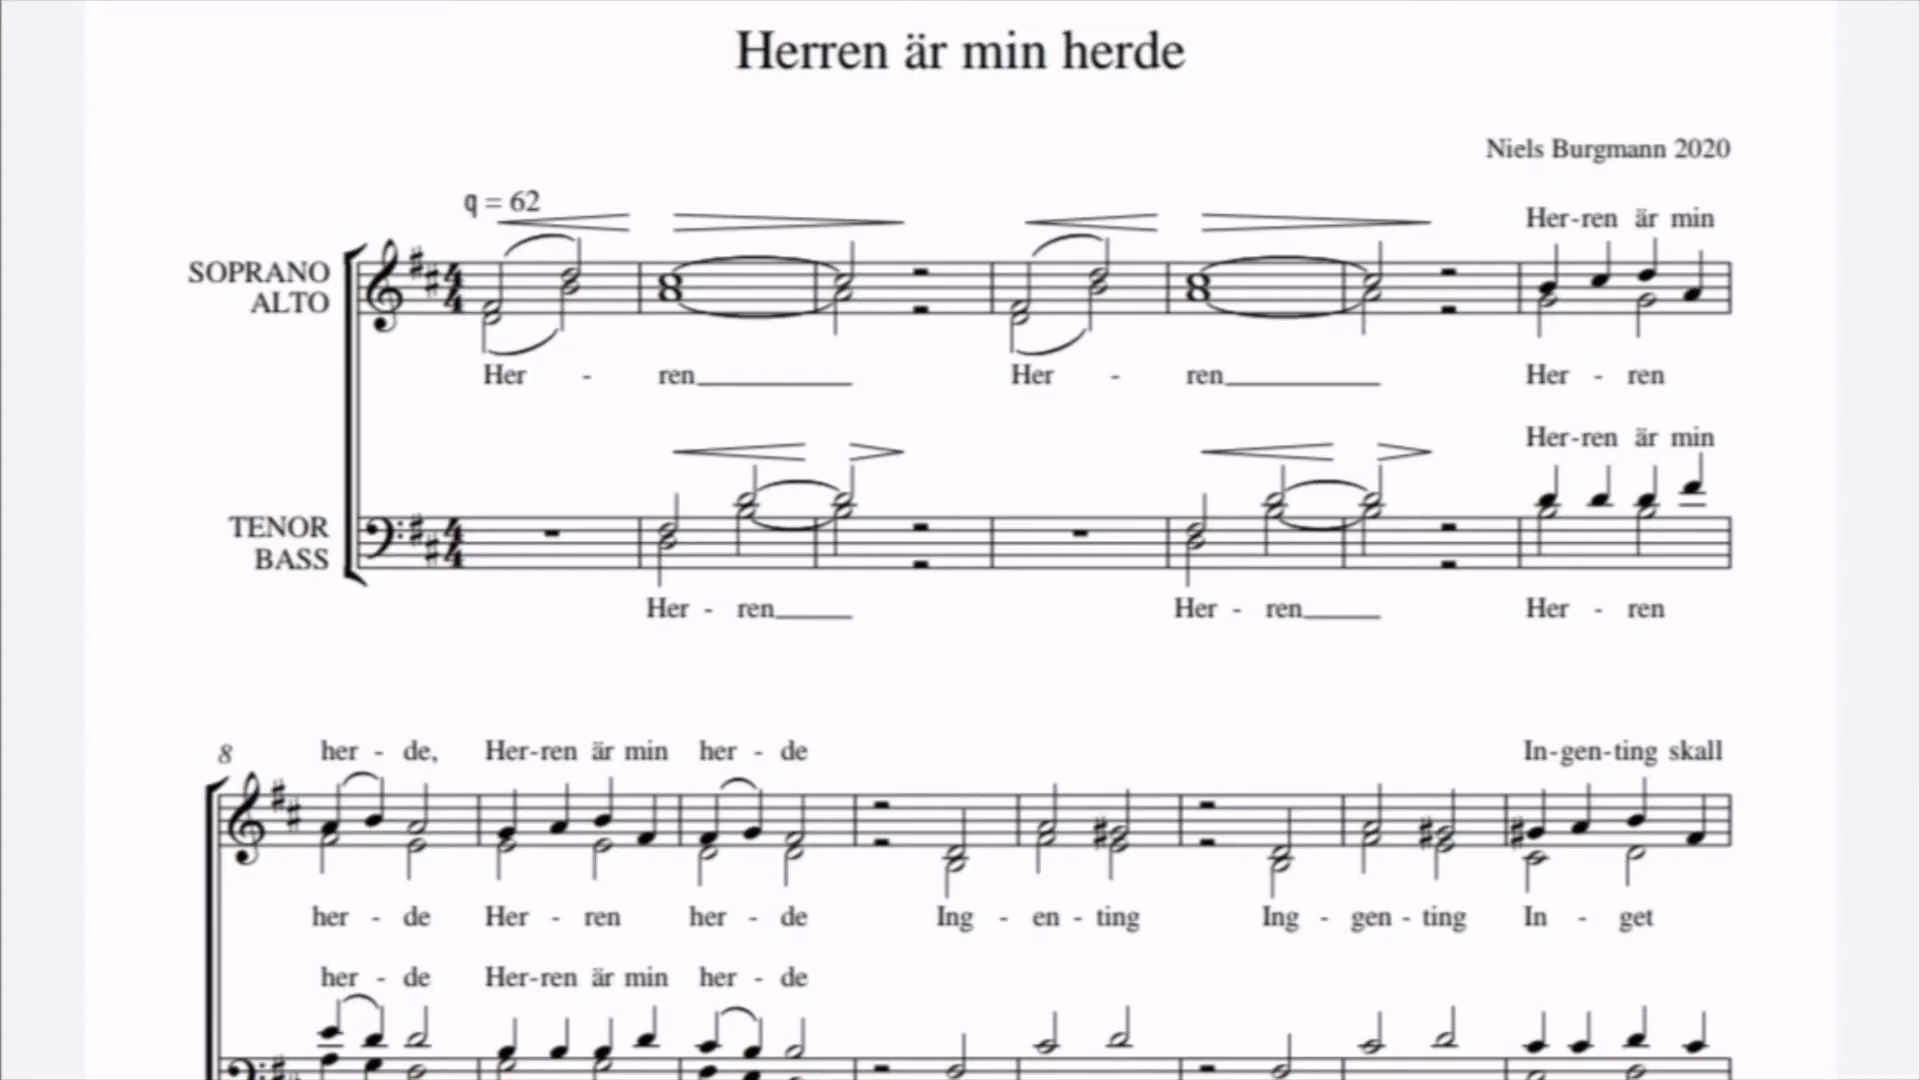 Herren är min herde
Niels Burgmann 2020
q = 62
Her-ren är min
SOPRANO
ALTO
Her - ren Her - ren Her - ren
Her-ren är min
TENOR
BASS
Her - ren Her - ren Her - ren
8 her - de, Her-ren är min her - de In-gen-ting skall
her - de Her - ren her - de Ing - en - ting Ing - gen - ting In - get
her - de Her-ren är min her - de